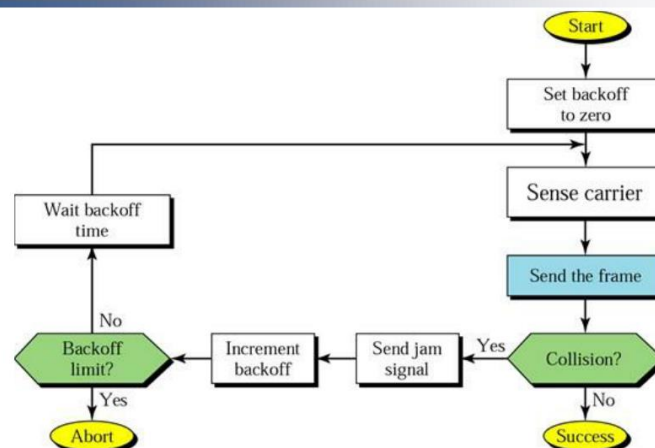 Start
Set backoff
to zero
Sense carrier
Send the frame
Collision?
Yes
No
Success
Send jam
signal
Increment
backoff
Backoff
limit?
No
Yes
Wait backoff
time
Abort